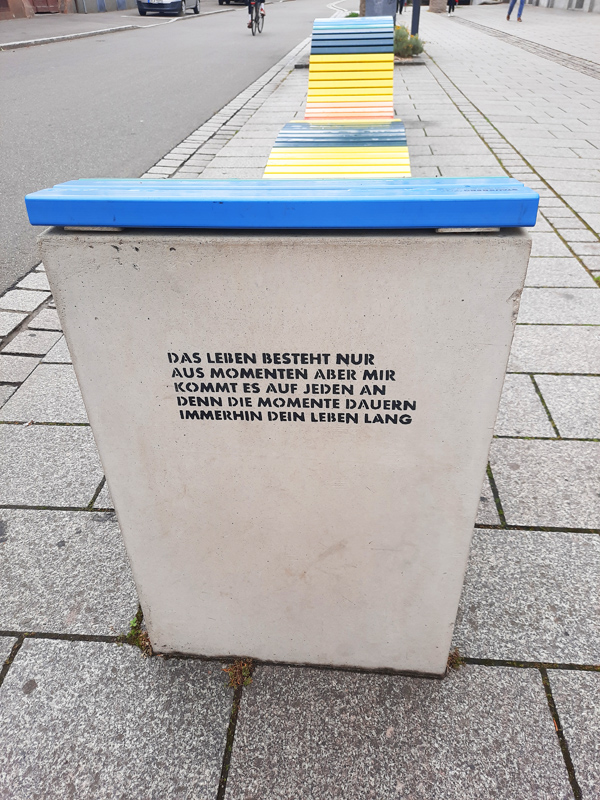 DAS LEBEN BESTEHT NUR
AUS MOMENTEN ABER MIR
KOMMT ES AUF JEDEN AN
DENN DIE MOMENTE DAUERN
IMMERHIN DEIN LEBEN LANG